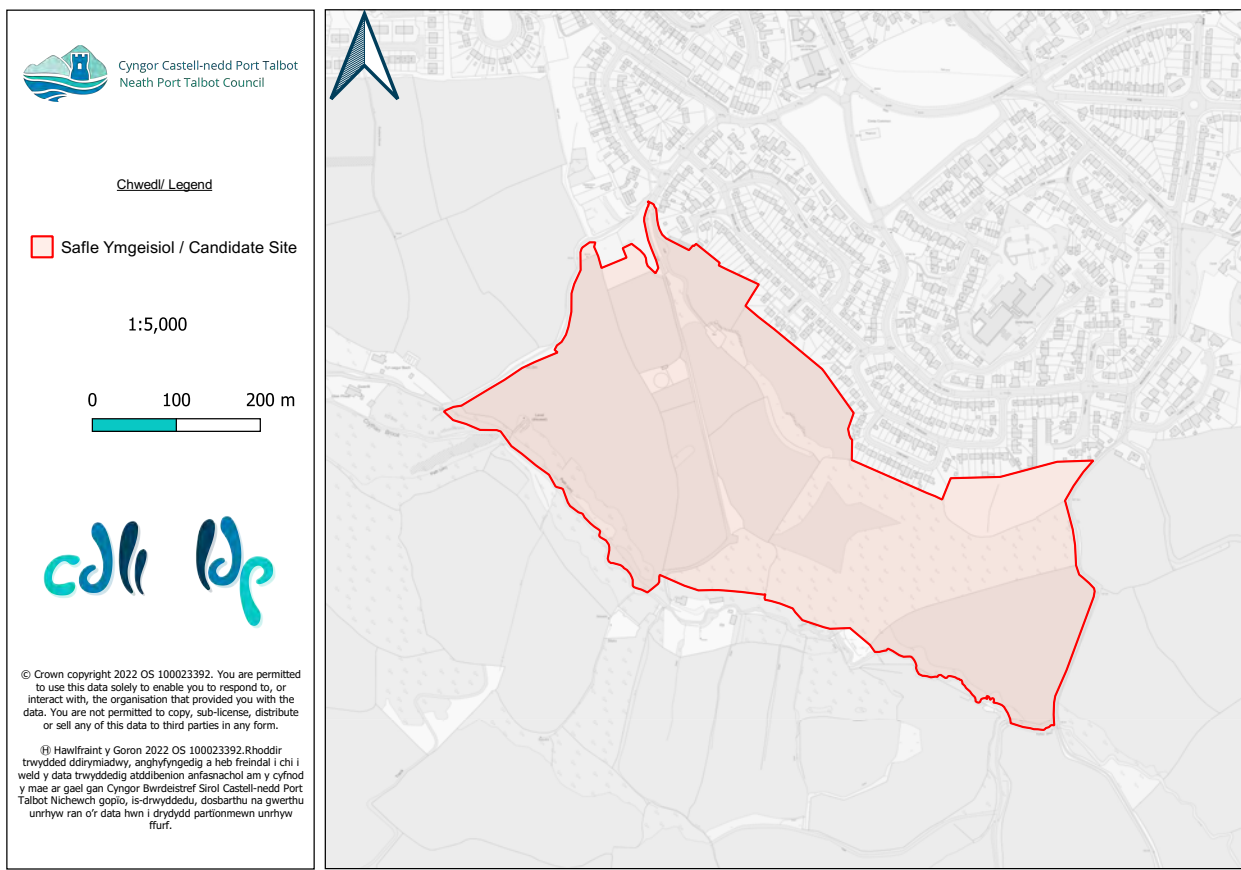 Cyngor Castell-nedd Port Talbot
Neath Port Talbot Council
Chwedl/ Legend
Safle Ymgeisiol / Candidate Site
1:5,000
0 100 200 m
cdll ldp
© Crown copyright 2022 OS 100023392. You are permitted
to use this data solely to enable you to respond to, or
interact with, the organisation that provided you with the
data. You are not permitted to copy, sub-license, distribute
or sell any of this data to third parties in any form.
Ⓗ Hawlfraint y Goron 2022 OS 100023392.Rhoddir
trwydded ddirymiadwy, anghyfyngedig a heb freindal i chi i
weld y data trwyddedig atddibenion anfasnachol am y cyfnod
y mae ar gael gan Cyngor Bwrdeistref Sirol Castell-nedd Port
Talbot Nichewch gopïo, is-drwyddedu, dosbarthu na gwerthu
unrhyw ran o'r data hwn i drydydd partïonmewn unrhyw
ffurf.